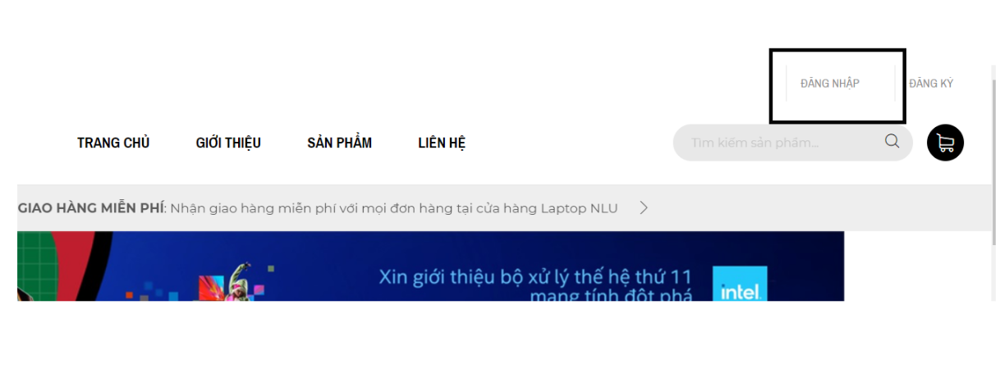 ĐĂNG NHẬP
ĐĂNG KÝ
TRANG CHỦ
GIỚI THIỆU
SẢN PHẨM
LIÊN HỆ
Tìm kiếm sản phẩm...
GIAO HÀNG MIỄN PHÍ: Nhận giao hàng miễn phí với mọi đơn hàng tại cửa hàng Laptop NLU
Xin giới thiệu bộ xử lý thế hệ thứ 11
mang tính đột phá
intel.